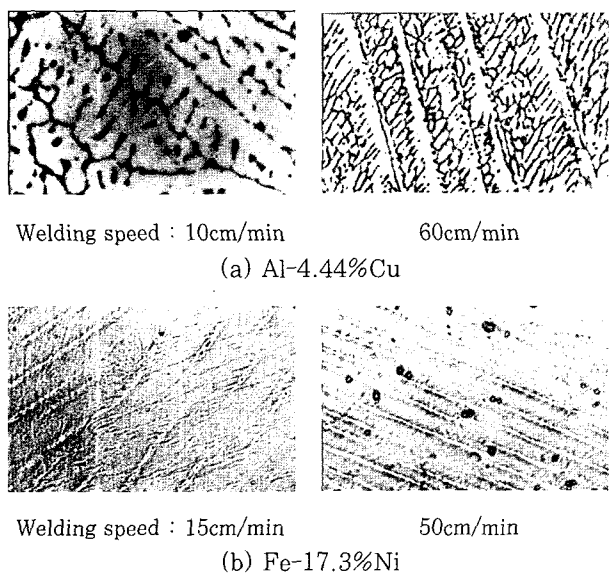 Welding speed : 10cm/min 60cm/min
(a) Al-4.44%Cu
Welding speed : 15cm/min 50cm/min
(b) Fe-17.3%Ni